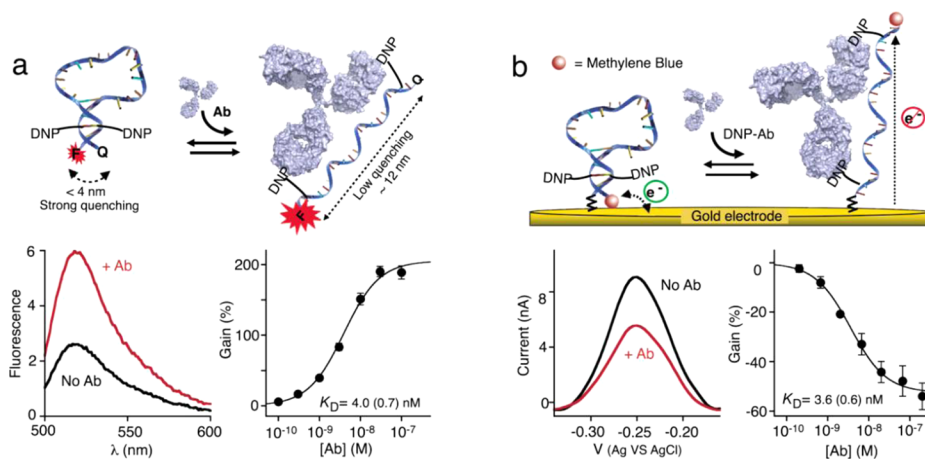 a
DNP
DNP
F
Q
< 4 nm
Strong quenching
Ab
DNP
Q
DNP
F
Low quenching
~ 12 nm
6
4
2
0
Fluorescence
+ Ab
No Ab
500
550
600
λ (nm)
200
100
0
Gain (%)
KD= 4.0 (0.7) nM
10-10
10-9
10-8
10-7
[Ab] (M)
b
= Methylene Blue
DNP
DNP
e-
DNP-Ab
DNP
DNP
e-
Gold electrode
8
4
0
Current (nA)
No Ab
+ Ab
-0.30
-0.25
-0.20
V (Ag VS AgCl)
0
-20
-40
-60
Gain (%)
KD= 3.6 (0.6) nM
10-10
10-9
10-8
10-7
[Ab] (M)